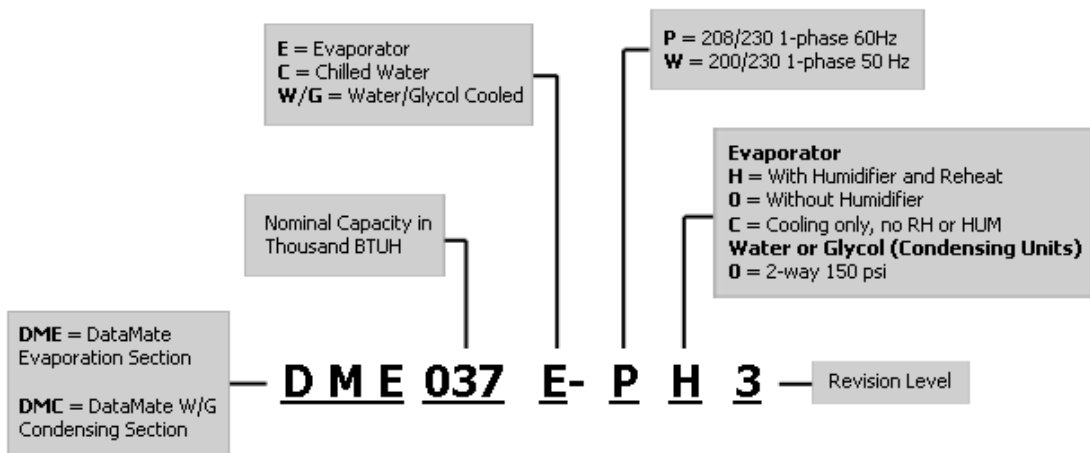 E = Evaporator
C = Chilled Water
W/G = Water/Glycol Cooled
P = 208/230 1-phase 60Hz
W = 200/230 1-phase 50 Hz
Evaporator
H = With Humidifier and Reheat
0 = Without Humidifier
C = Cooling only, no RH or HUM
Water or Glycol (Condensing Units)
0 = 2-way 150 psi
Nominal Capacity in
Thousand BTUH
DME = DataMate
Evaporation Section
DMC = DataMate W/G
Condensing Section
D M E 037 E- P H 3
Revision Level